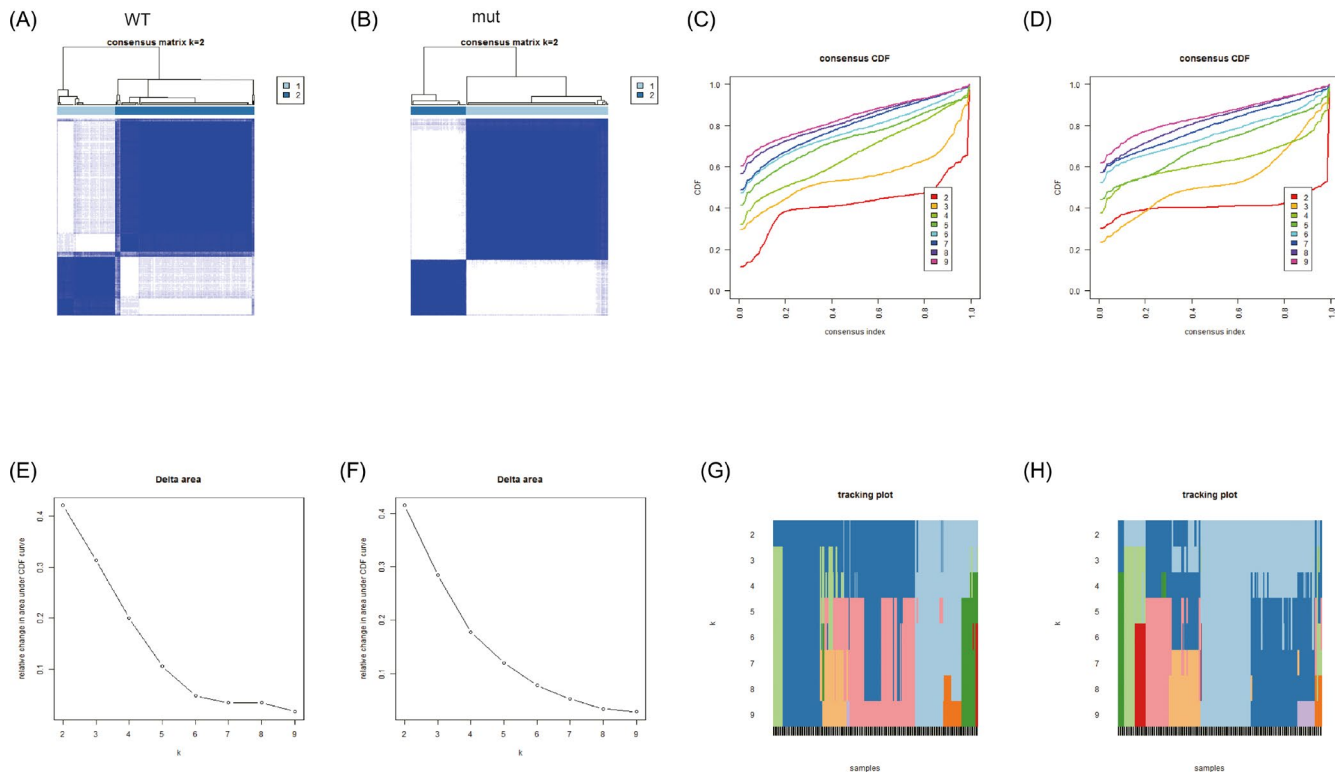 (A) WT
consensus matrix k=2
1
2
(B) mut
consensus matrix k=2
1
2
(C)
consensus CDF
CDF
1.0
0.8
0.6
0.4
0.2
0.0
2
3
4
5
6
7
8
9
0.0 0.2 0.4 0.6 0.8 1.0
consensus index
(D)
consensus CDF
CDF
1.0
0.8
0.6
0.4
0.2
0.0
2
3
4
5
6
7
8
9
0.0 0.2 0.4 0.6 0.8 1.0
consensus index
(E)
Delta area
relative change in area under CDF curve
0.4
0.3
0.2
0.1
2 3 4 5 6 7 8 9
k
(F)
Delta area
relative change in area under CDF curve
0.4
0.3
0.2
0.1
2 3 4 5 6 7 8 9
k
(G)
tracking plot
k
2
3
4
5
6
7
8
9
samples
(H)
tracking plot
k
2
3
4
5
6
7
8
9
samples